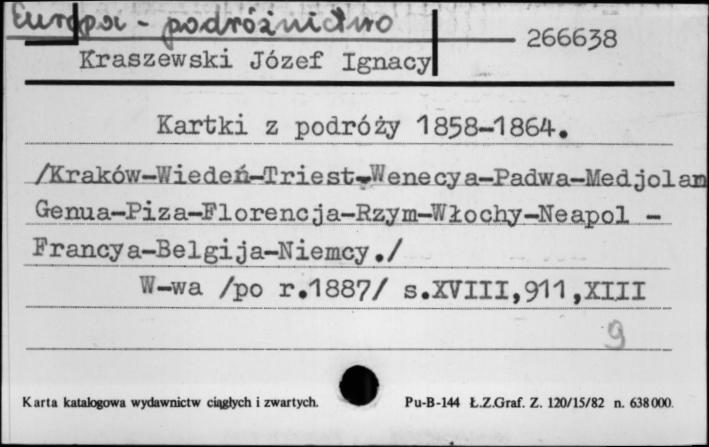 Europa - podróżnictwo
266638
Kraszewski Józef Ignacy
Kartki z podróży 1858-1864.
/Kraków-Wiedeń-Triest-Wenecya-Padwa-Medjolan
Genua-Piza-Florencja-Rzym-Włochy-Neapol -
Francya-Belgija-Niemcy./
W-wa /po r.1887/ s.XVIII,911,XIII
9
Karta katalogowa wydawnictw ciągłych i zwartych.
Pu-B-144 Ł.Z.Graf. Z. 120/15/82 n. 638000.